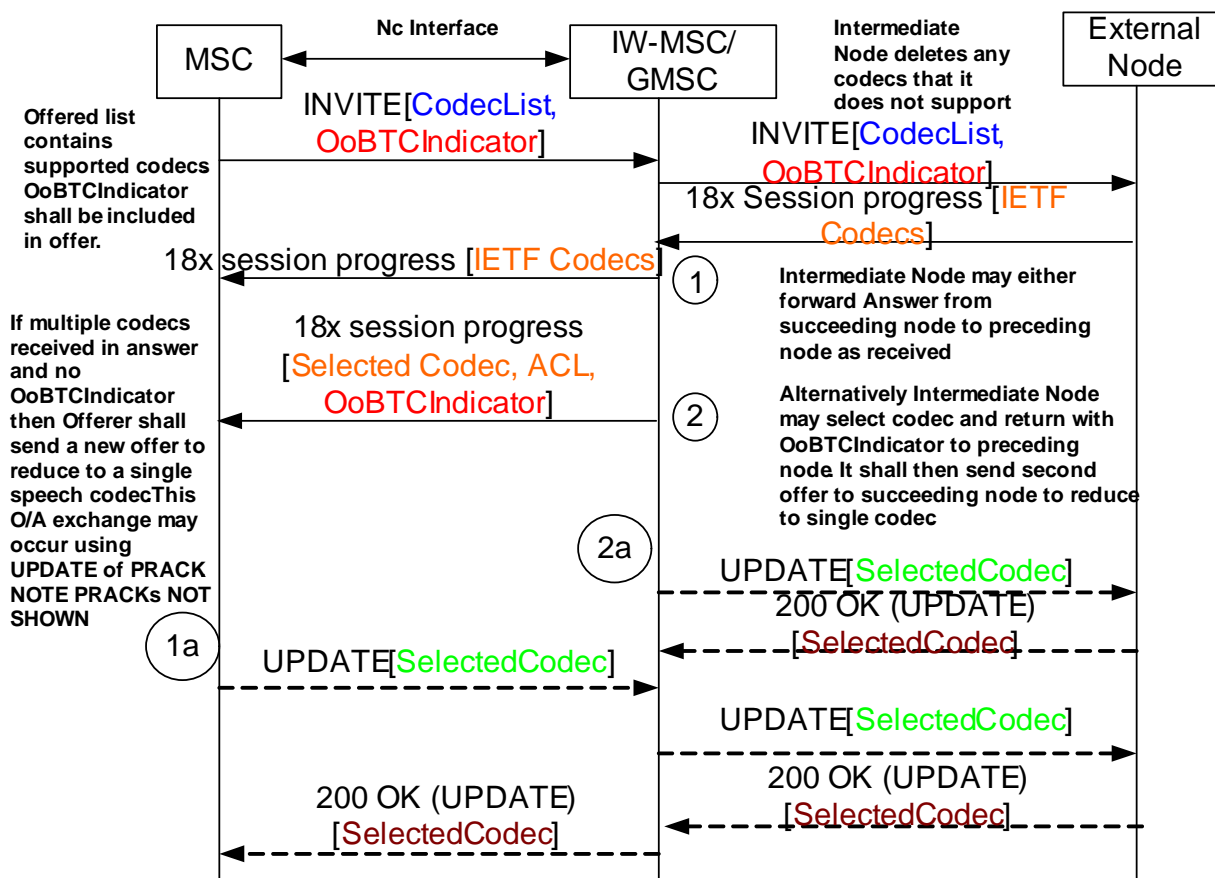 MSC
Nc Interface
IW-MSC/
GMSC
Intermediate
Node deletes any
codecs that it
does not support
External
Node
Offered list
contains
supported codecs
OoBTCIndicator
shall be included
in offer.
INVITE[CodecList,
OoBTCIndicator]
INVITE[CodecList,
OoBTCIndicator]
18x Session progress [IETF
Codecs]
18x session progress [IETF Codecs]
1
Intermediate Node may either
forward Answer from
succeeding node to preceding
node as received
If multiple codecs
received in answer
and no
OoBTCIndicator
then Offerer shall
send a new offer to
reduce to a single
speech codecThis
O/A exchange may
occur using
UPDATE of PRACK
NOTE PRACKs NOT
SHOWN
18x session progress
[Selected Codec, ACL,
OoBTCIndicator]
2
Alternatively Intermediate Node
may select codec and return with
OoBTCIndicator to preceding
node. It shall then send second
offer to succeeding node to reduce
to single codec
2a
UPDATE[SelectedCodec]
200 OK (UPDATE)
[SelectedCodec]
1a
UPDATE[SelectedCodec]
UPDATE[SelectedCodec]
200 OK (UPDATE)
[SelectedCodec]
200 OK (UPDATE)
[SelectedCodec]